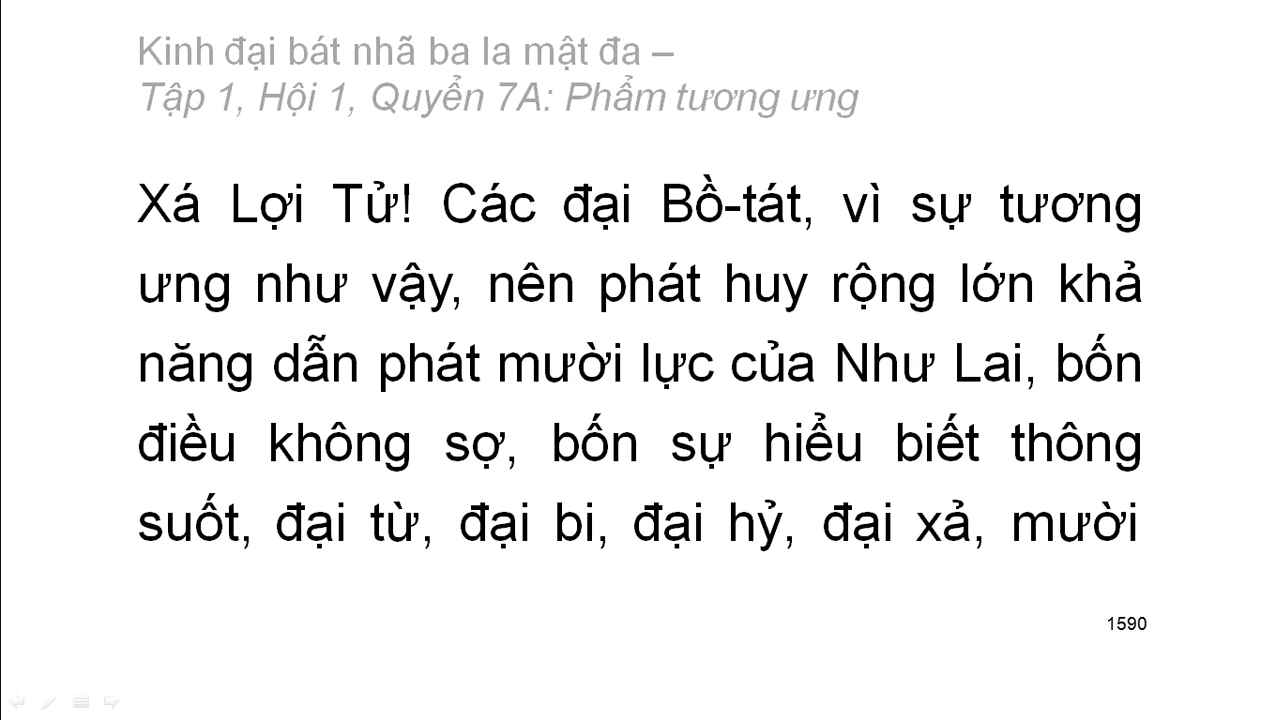 Kinh đại bát nhã ba la mật đa –
Tập 1, Hội 1, Quyển 7A: Phẩm tương ưng
Xá Lợi Tử! Các đại Bồ-tát, vì sự tương
ưng như vậy, nên phát huy rộng lớn khả
năng dẫn phát mười lực của Như Lai, bốn
điều không sợ, bốn sự hiểu biết thông
suốt, đại từ, đại bi, đại hỷ, đại xả, mười
1590